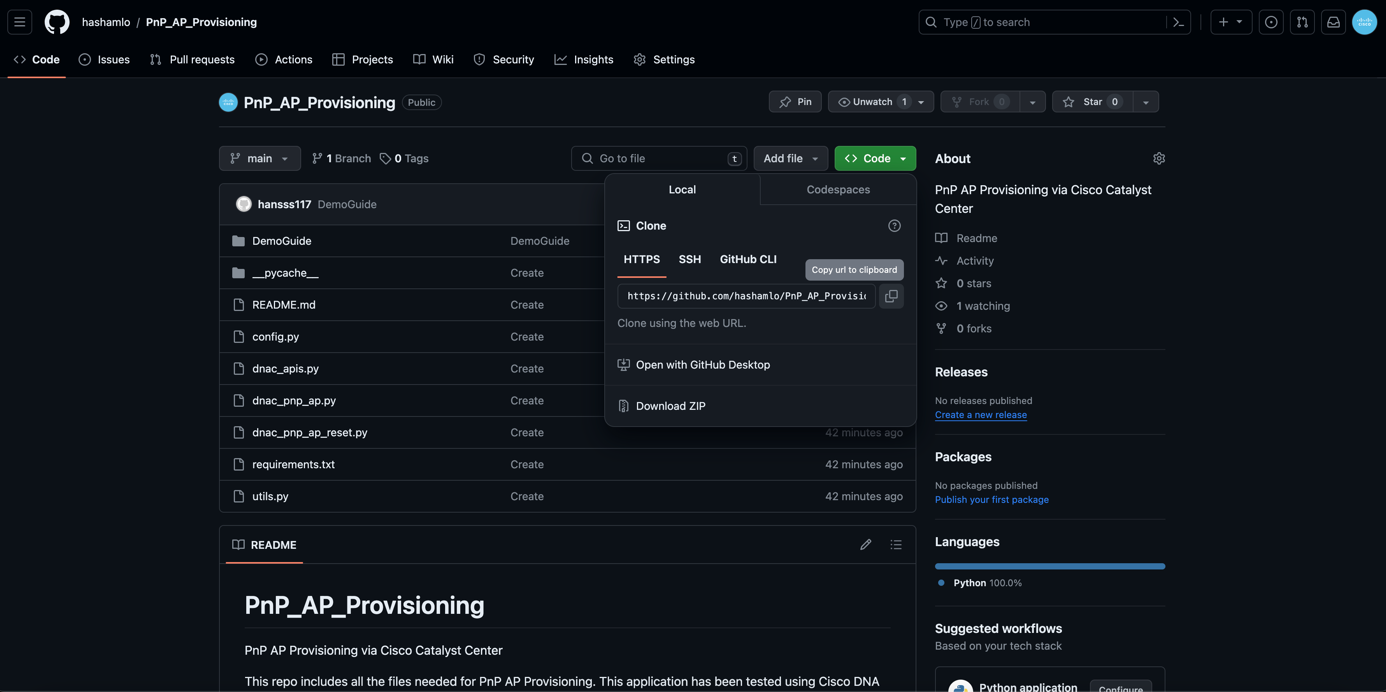 hashamlo / PnP_AP_Provisioning
Type / to search
Code Issues Pull requests Actions Projects Wiki Security Insights Settings
PnP_AP_Provisioning Public
Pin Unwatch 1 Fork 0 Star 0
main 1 Branch 0 Tags
Go to file t Add file Code
hansss117 DemoGuide
DemoGuide DemoGuide
__pycache__ Create
README.md Create
config.py Create
dnac_apis.py Create
dnac_pnp_ap.py Create
dnac_pnp_ap_reset.py Create 42 minutes ago
requirements.txt Create 42 minutes ago
utils.py Create 42 minutes ago
Local Codespaces
Clone
HTTPS SSH GitHub CLI
Copy url to clipboard
https://github.com/hashamlo/PnP_AP_Provisi
Clone using the web URL.
Open with GitHub Desktop
Download ZIP
README
PnP_AP_Provisioning
PnP AP Provisioning via Cisco Catalyst Center
This repo includes all the files needed for PnP AP Provisioning. This application has been tested using Cisco DNA
About
PnP AP Provisioning via Cisco Catalyst
Center
Readme
Activity
0 stars
1 watching
0 forks
Releases
No releases published
Create a new release
Packages
No packages published
Publish your first package
Languages
Python 100.0%
Suggested workflows
Based on your tech stack
Python application
Configure